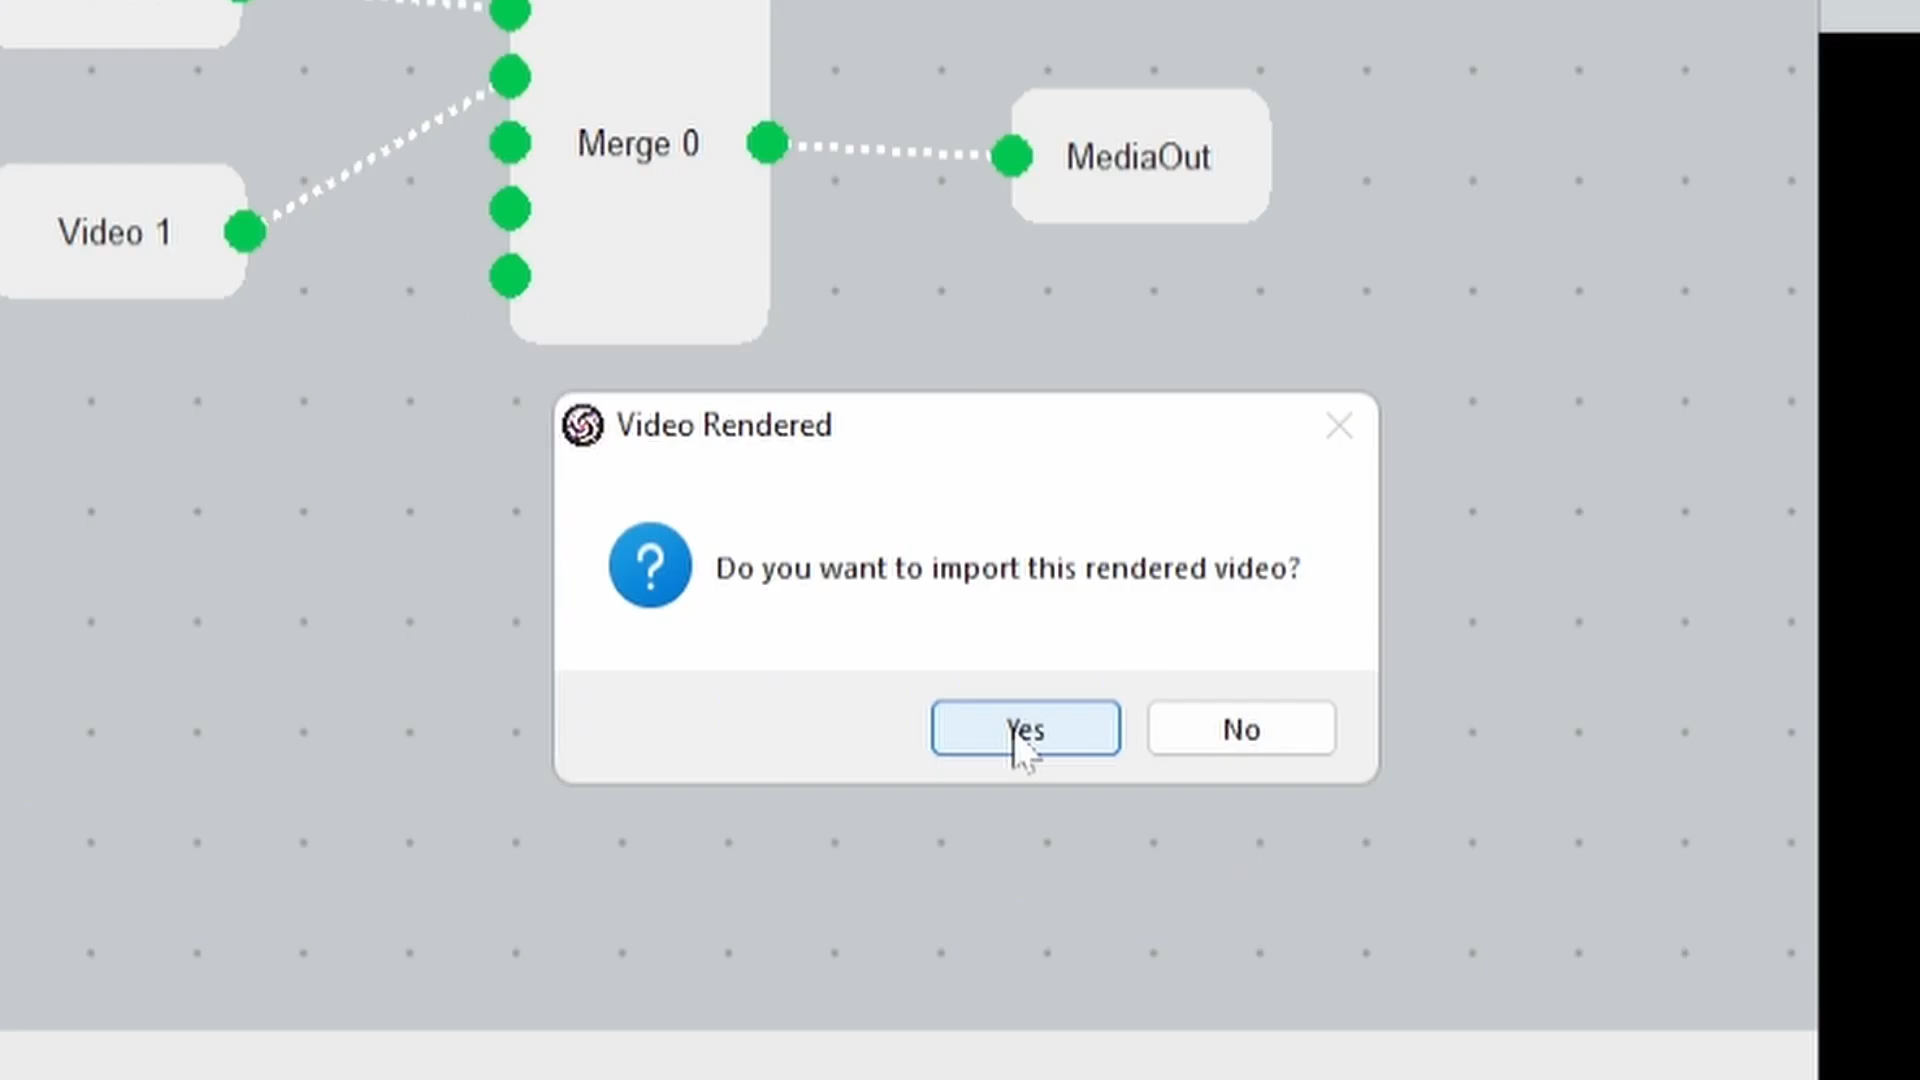 Merge 0
MediaOut
Video 1
Video Rendered
Do you want to import this rendered video?
Yes
No